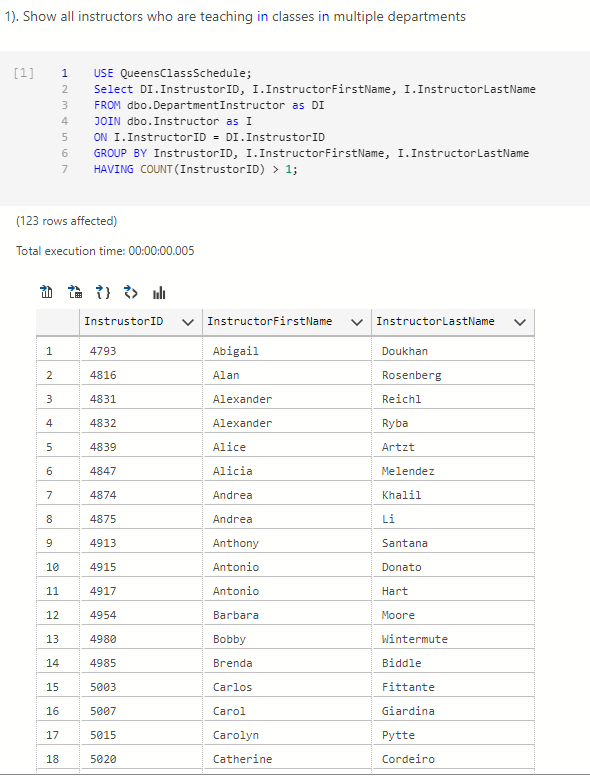 1). Show all instructors who are teaching in classes in multiple departments
[1] 1 USE QueensClassSchedule;
2 Select DI.InstrustorID, I.InstructorFirstName, I.InstructorLastName
3 FROM dbo.DepartmentInstructor as DI
4 JOIN dbo.Instructor as I
5 ON I.InstructorID = DI.InstrustorID
6 GROUP BY InstrustorID, I.InstructorFirstName, I.InstructorLastName
7 HAVING COUNT(InstrustorID) > 1;
(123 rows affected)
Total execution time: 00:00:00.005
InstrustorID InstructorFirstName InstructorLastName
1 4793 Abigail Doukhan
2 4816 Alan Rosenberg
3 4831 Alexander Reichl
4 4832 Alexander Ryba
5 4839 Alice Artzt
6 4847 Alicia Melendez
7 4874 Andrea Khalil
8 4875 Andrea Li
9 4913 Anthony Santana
10 4915 Antonio Donato
11 4917 Antonio Hart
12 4954 Barbara Moore
13 4980 Bobby Wintermute
14 4985 Brenda Biddle
15 5003 Carlos Fittante
16 5007 Carol Giardina
17 5015 Carolyn Pytte
18 5020 Catherine Cordeiro